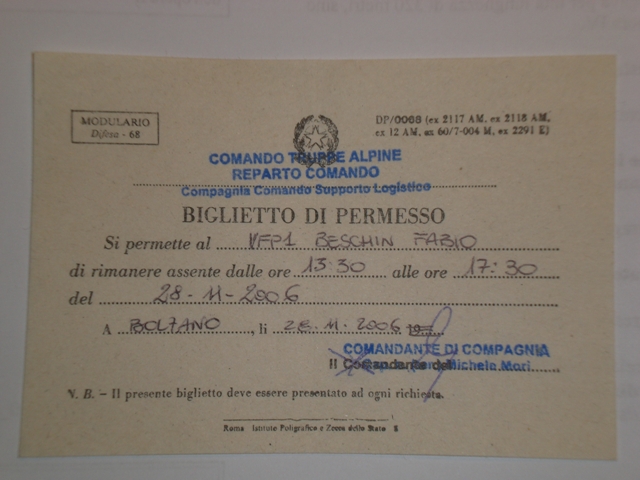 MODULARIO
Difesa - 68
DP/0068 (ex 2117 AM, ex 2118 AM,
ex 12 AM, ex 60/7-004 M, ex 2291 E)
COMANDO TRUPPE ALPINE
REPARTO COMANDO
Compagnia Comando Supporto Logistico
BIGLIETTO DI PERMESSO
Si permette al VFP1 BESCHIN FABIO
di rimanere assente dalle ore 13.30 alle ore 17:30
del 28-11-2006
A BOLZANO, li 28.11.2006 19
COMANDANTE DI COMPAGNIA
Il Comandante del Michele Mori
N. B. - Il presente biglietto deve essere presentato ad ogni richiesta.
Roma Istituto Poligrafico e Zecca dello Stato S